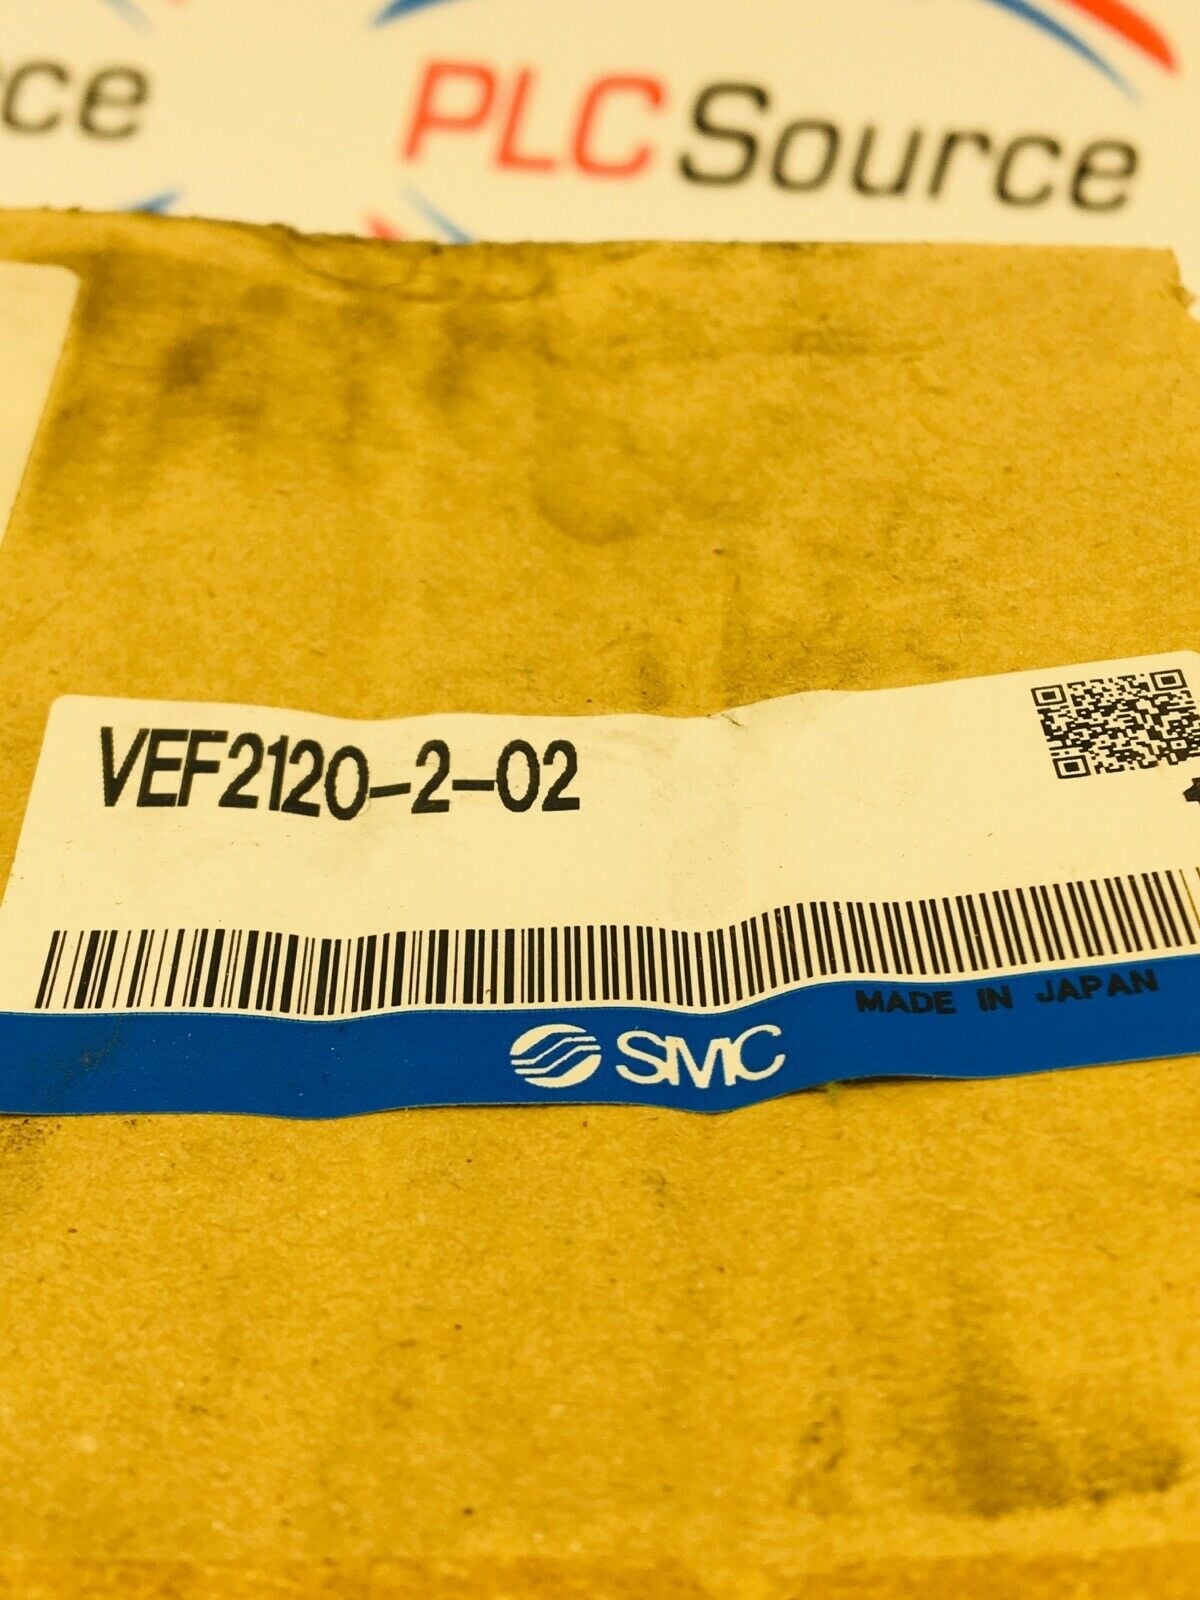 ce
PLC Source
VEF2120-2-02
MADE IN JAPAN
SMC